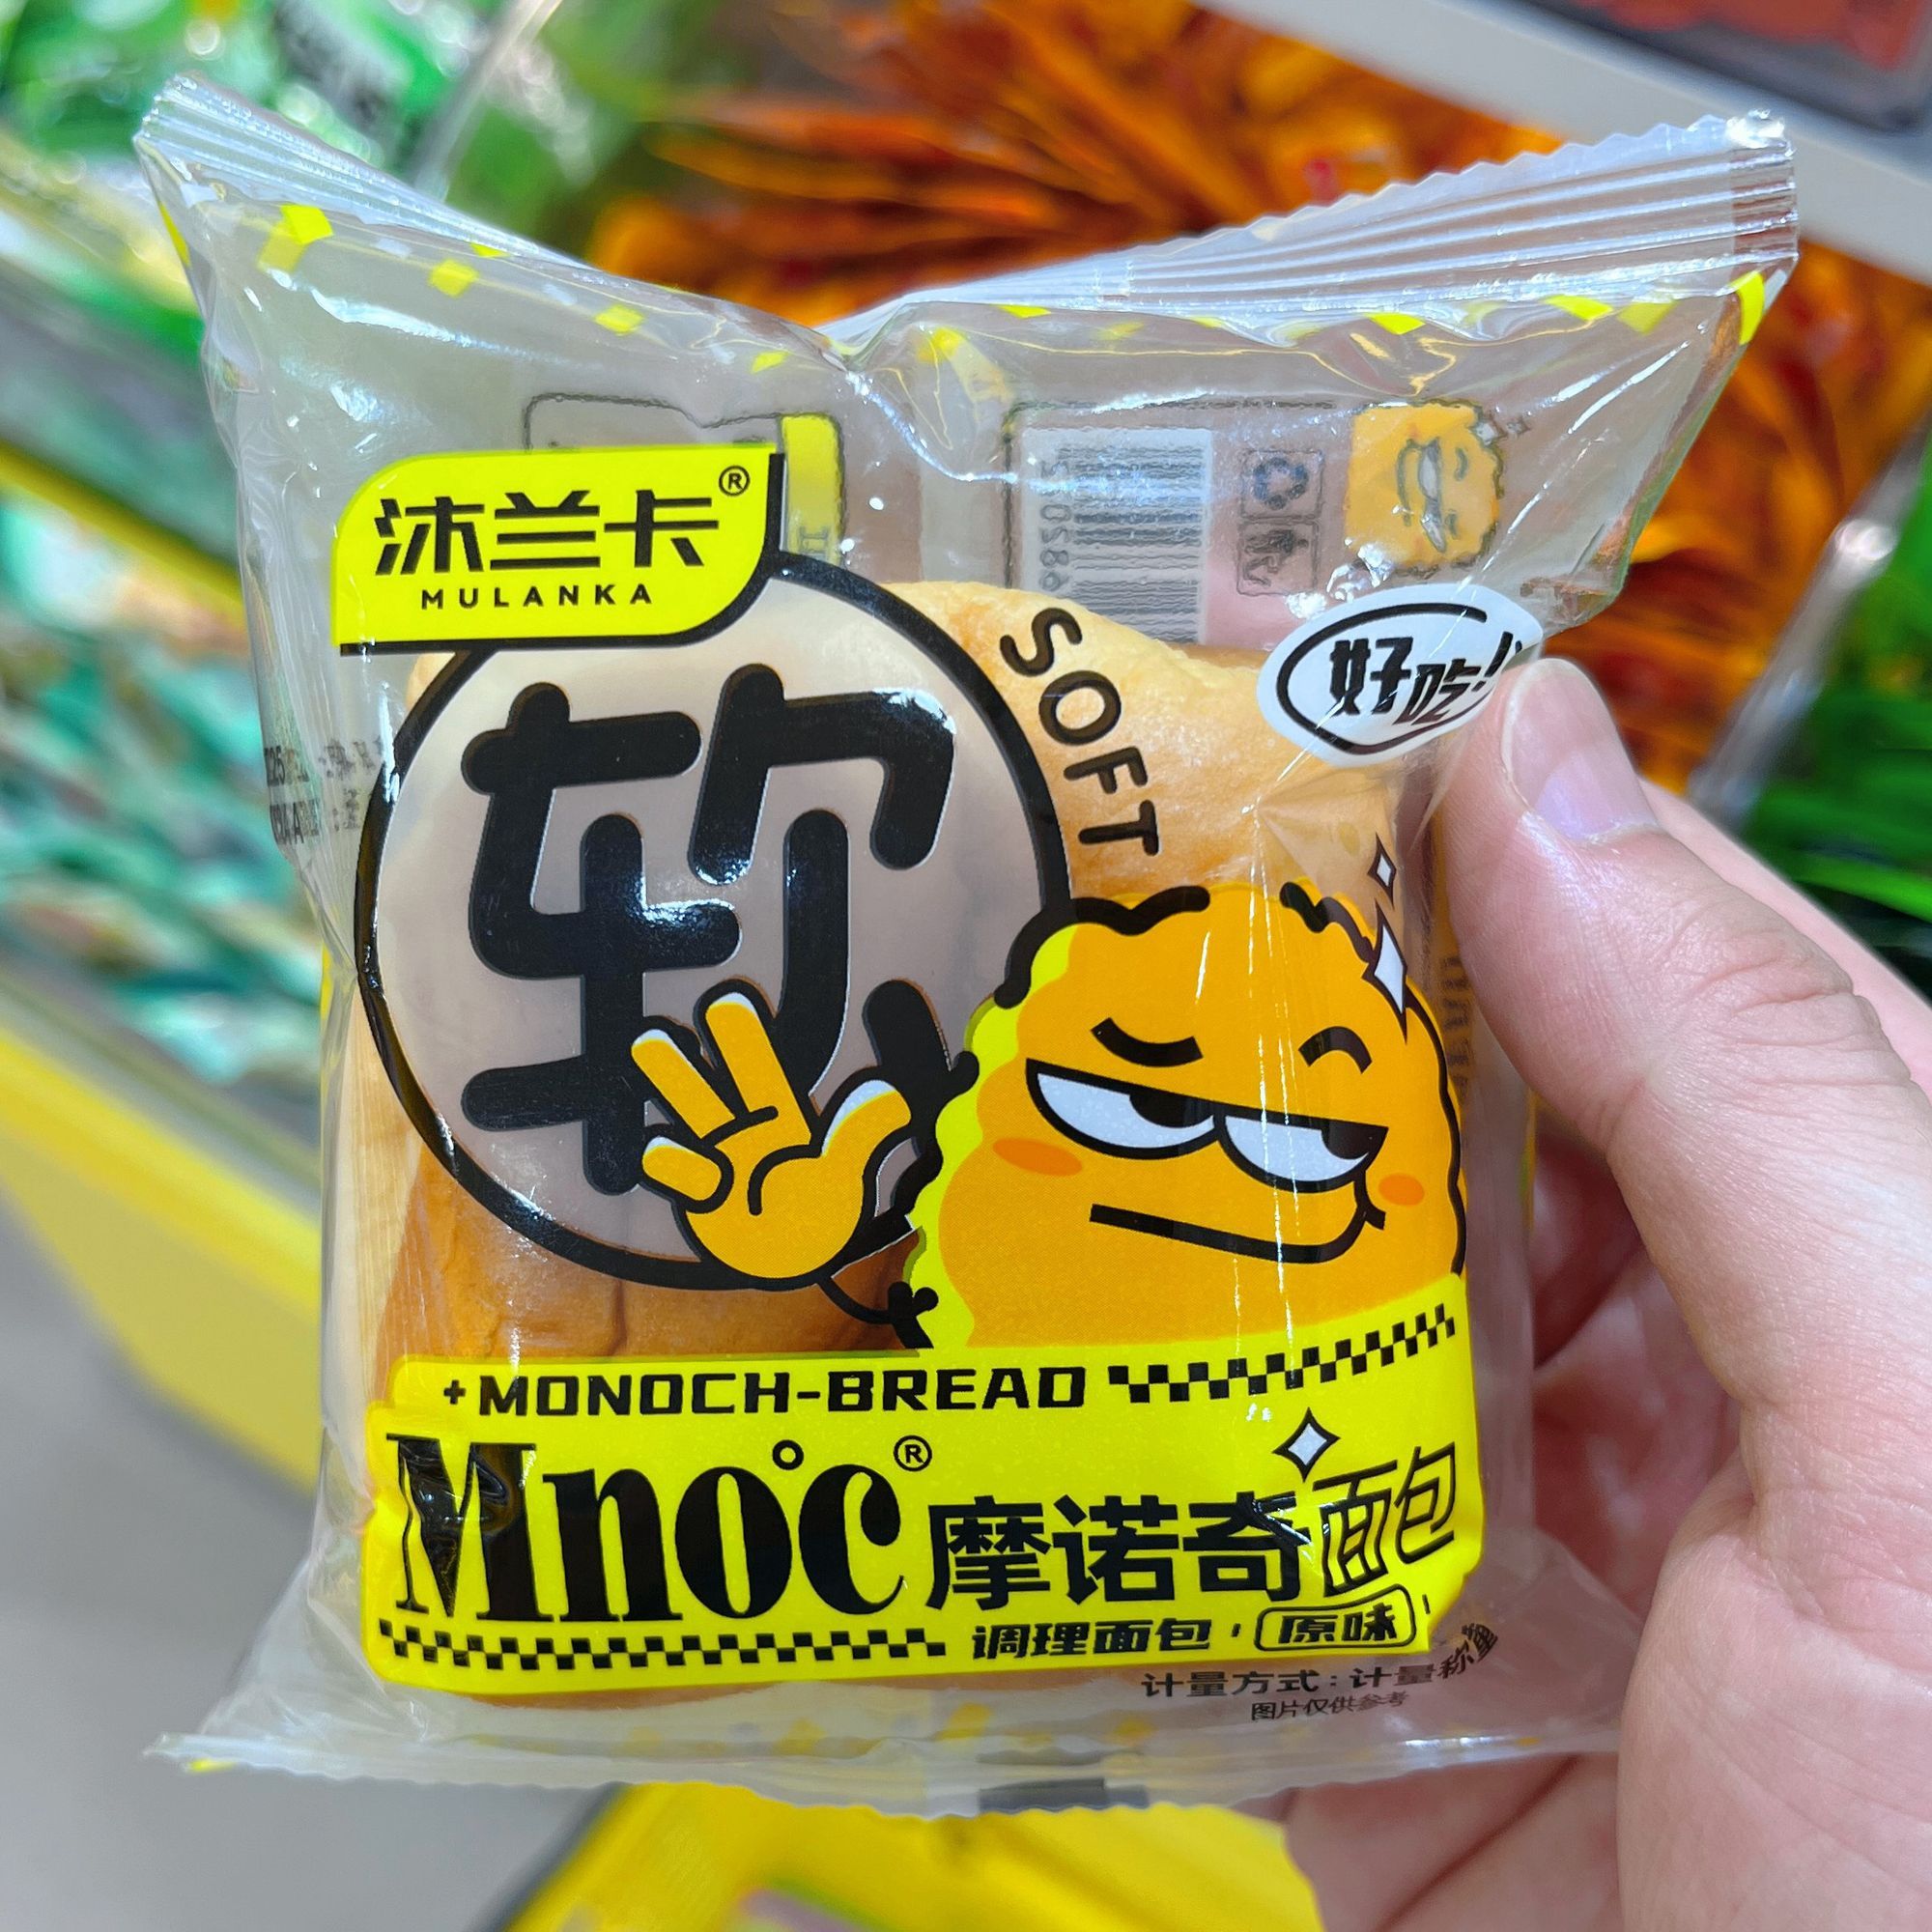 沐兰卡®
MULANKA
软
SOFT
好吃!
+MONOCH-BREAD
Mnoc®摩诺奇面包
调理面包·原味
计量方式:计量称重
图片仅供参考